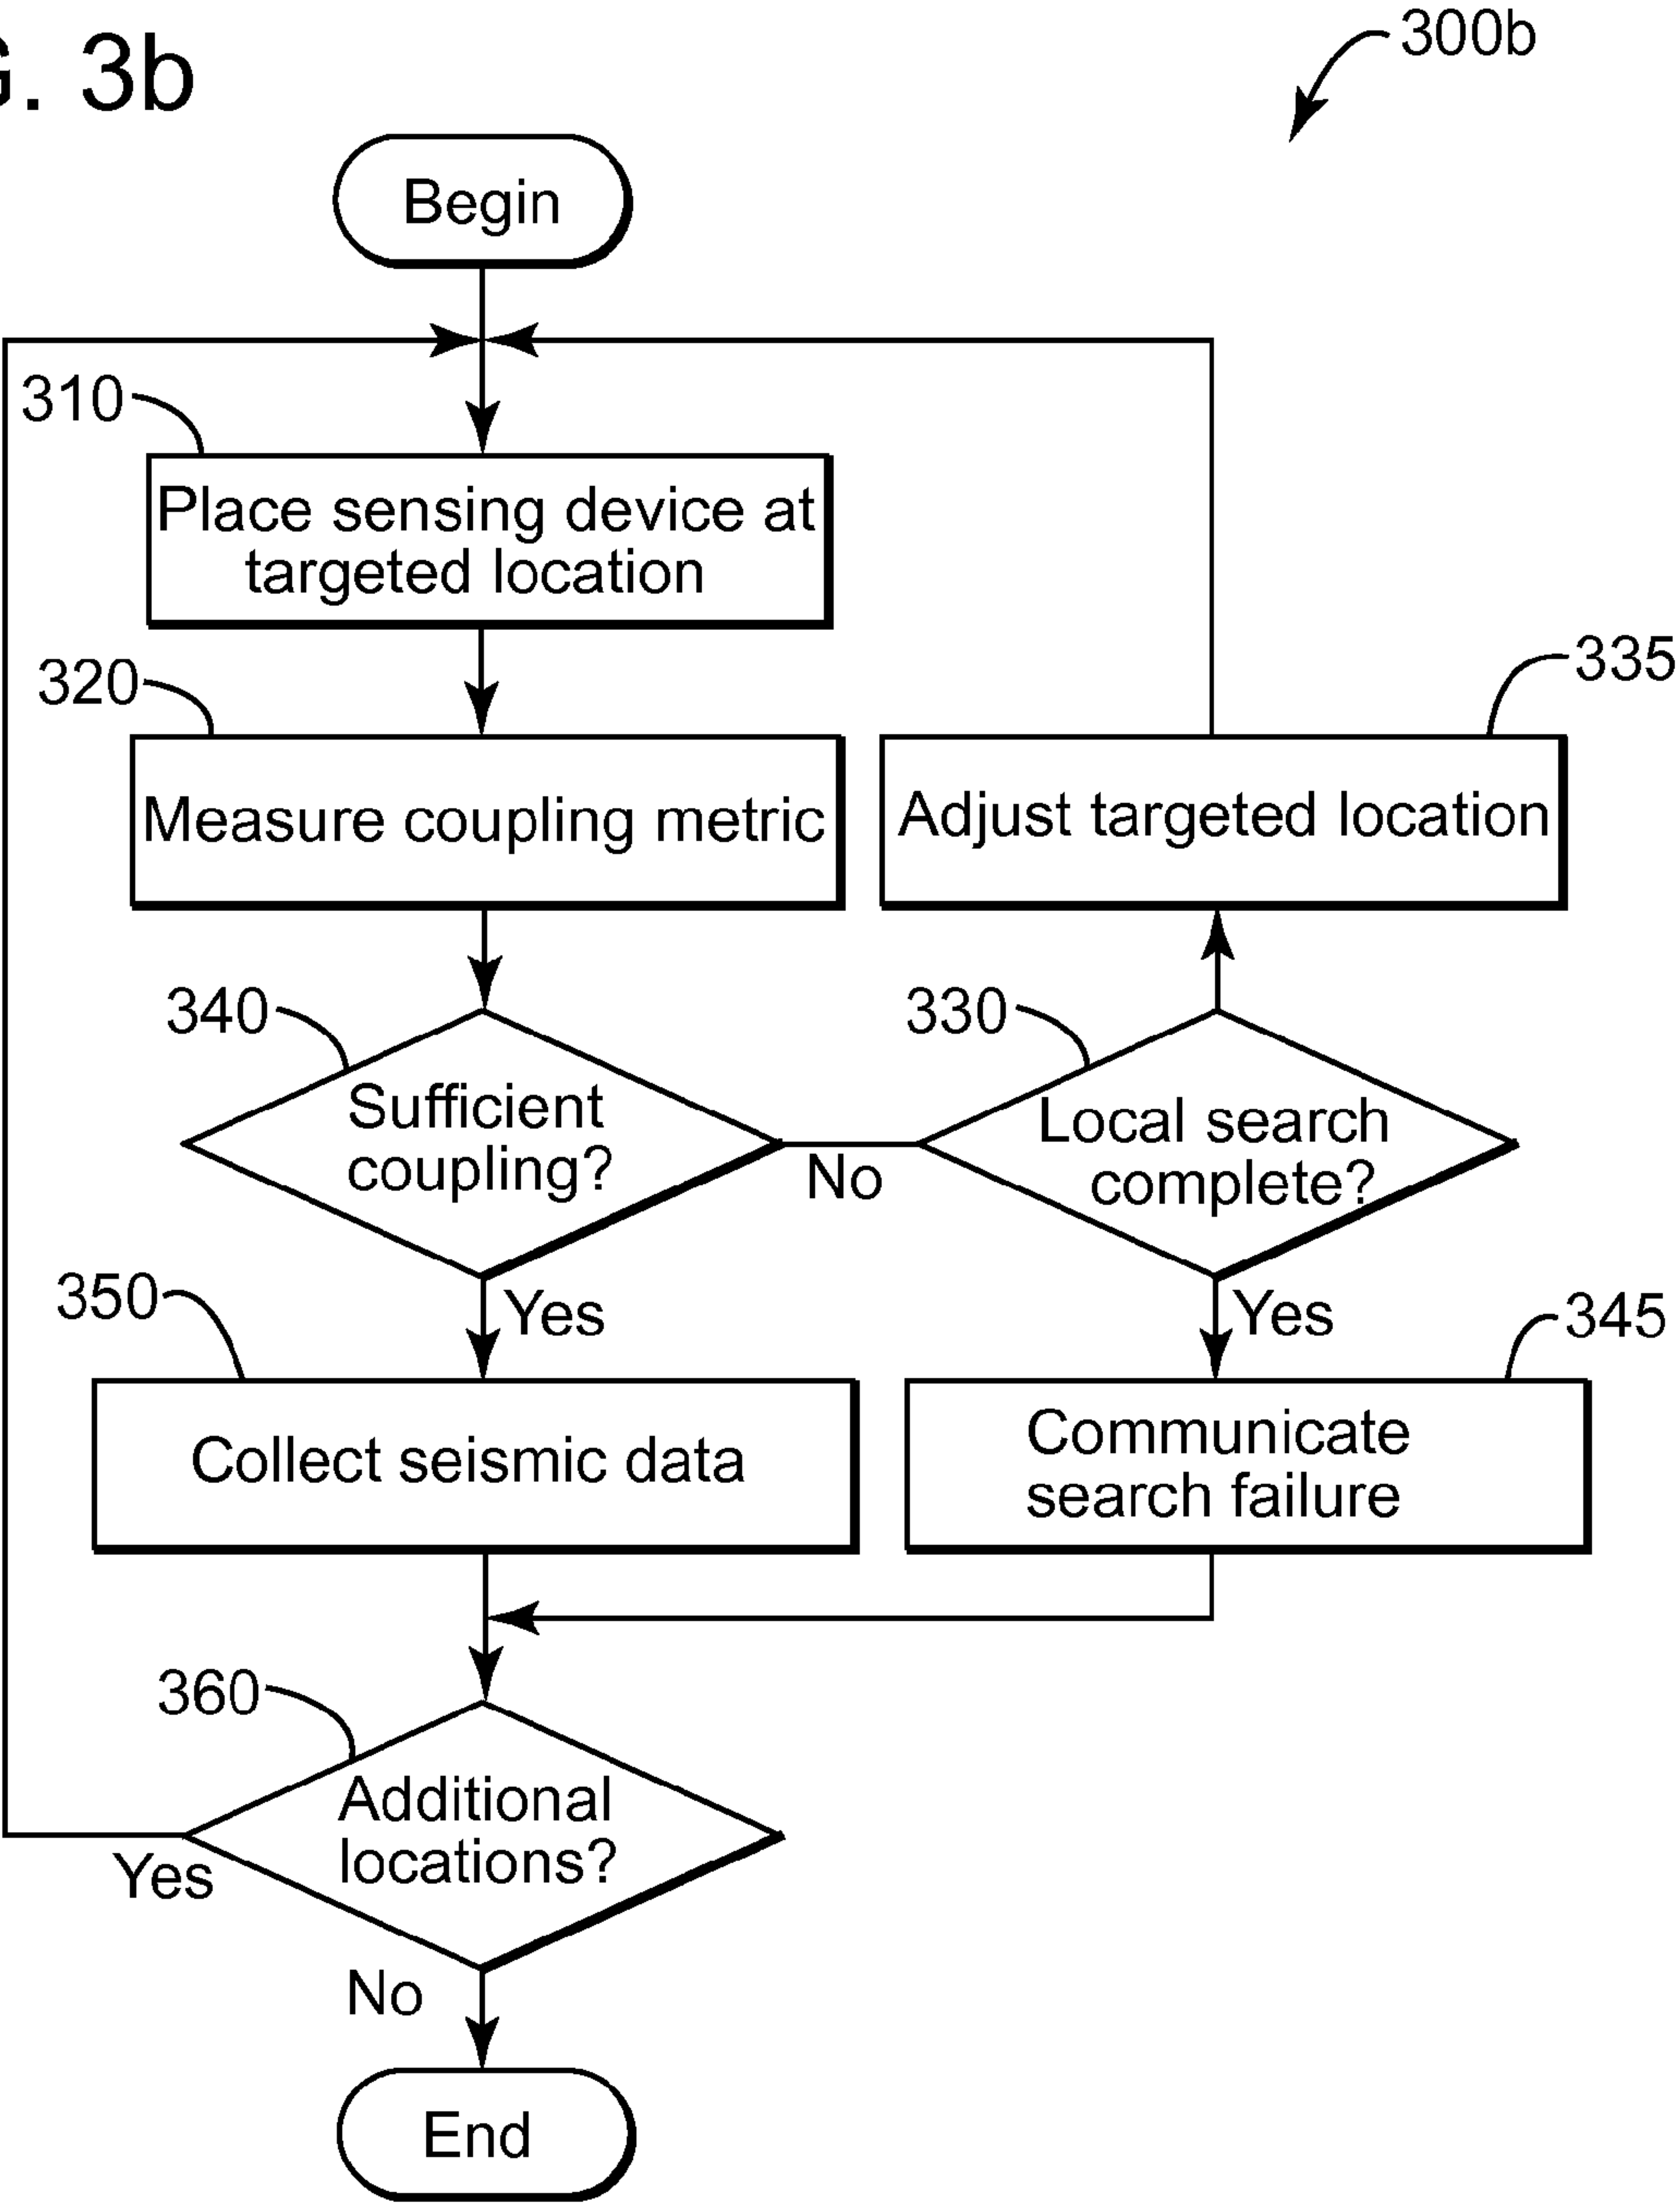 . 3b
300b
Begin
310
Place sensing device at
targeted location
320
335
Measure coupling metric
Adjust targeted location
340
330
Sufficient
coupling?
No
Local search
complete?
350
Yes
Yes
345
Collect seismic data
Communicate
search failure
360
Additional
locations?
Yes
No
End